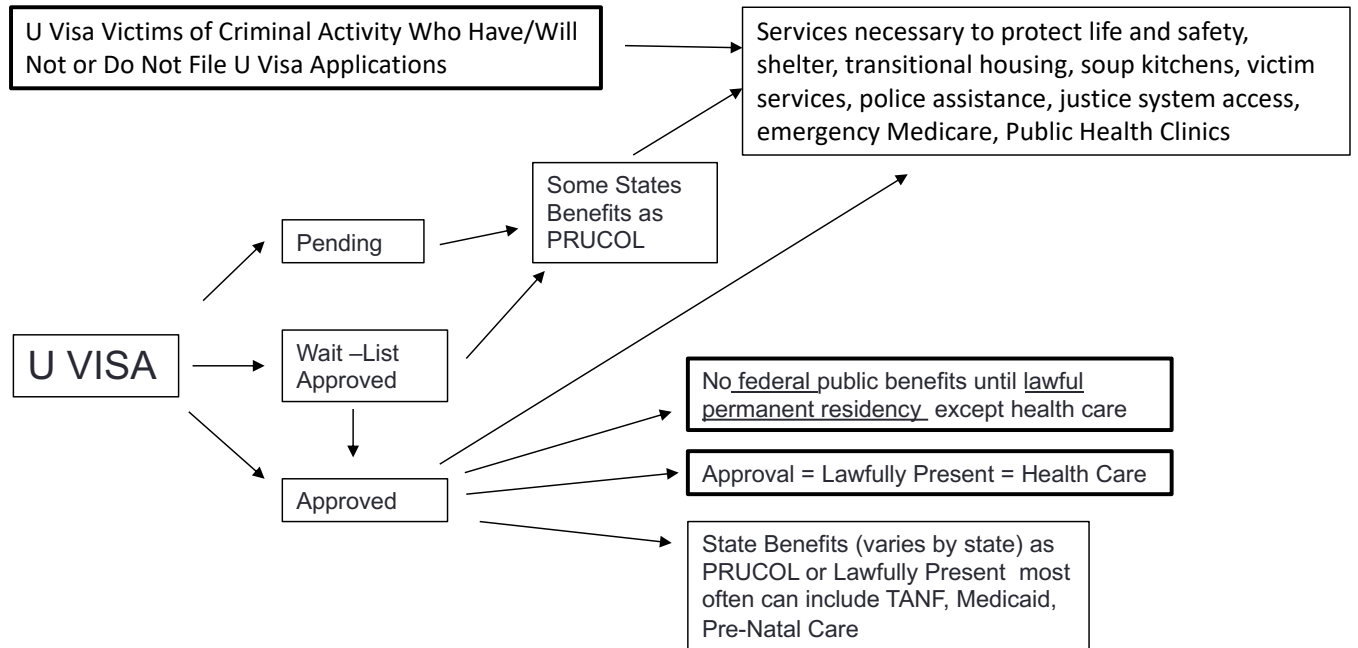 U Visa Victims of Criminal Activity Who Have/Will
Not or Do Not File U Visa Applications
Services necessary to protect life and safety,
shelter, transitional housing, soup kitchens, victim
services, police assistance, justice system access,
emergency Medicare, Public Health Clinics
Some States
Benefits as
PRUCOL
Pending
U VISA
Wait –List
Approved
No federal public benefits until lawful
permanent residency except health care
Approval = Lawfully Present = Health Care
Approved
State Benefits (varies by state) as
PRUCOL or Lawfully Present most
often can include TANF, Medicaid,
Pre-Natal Care